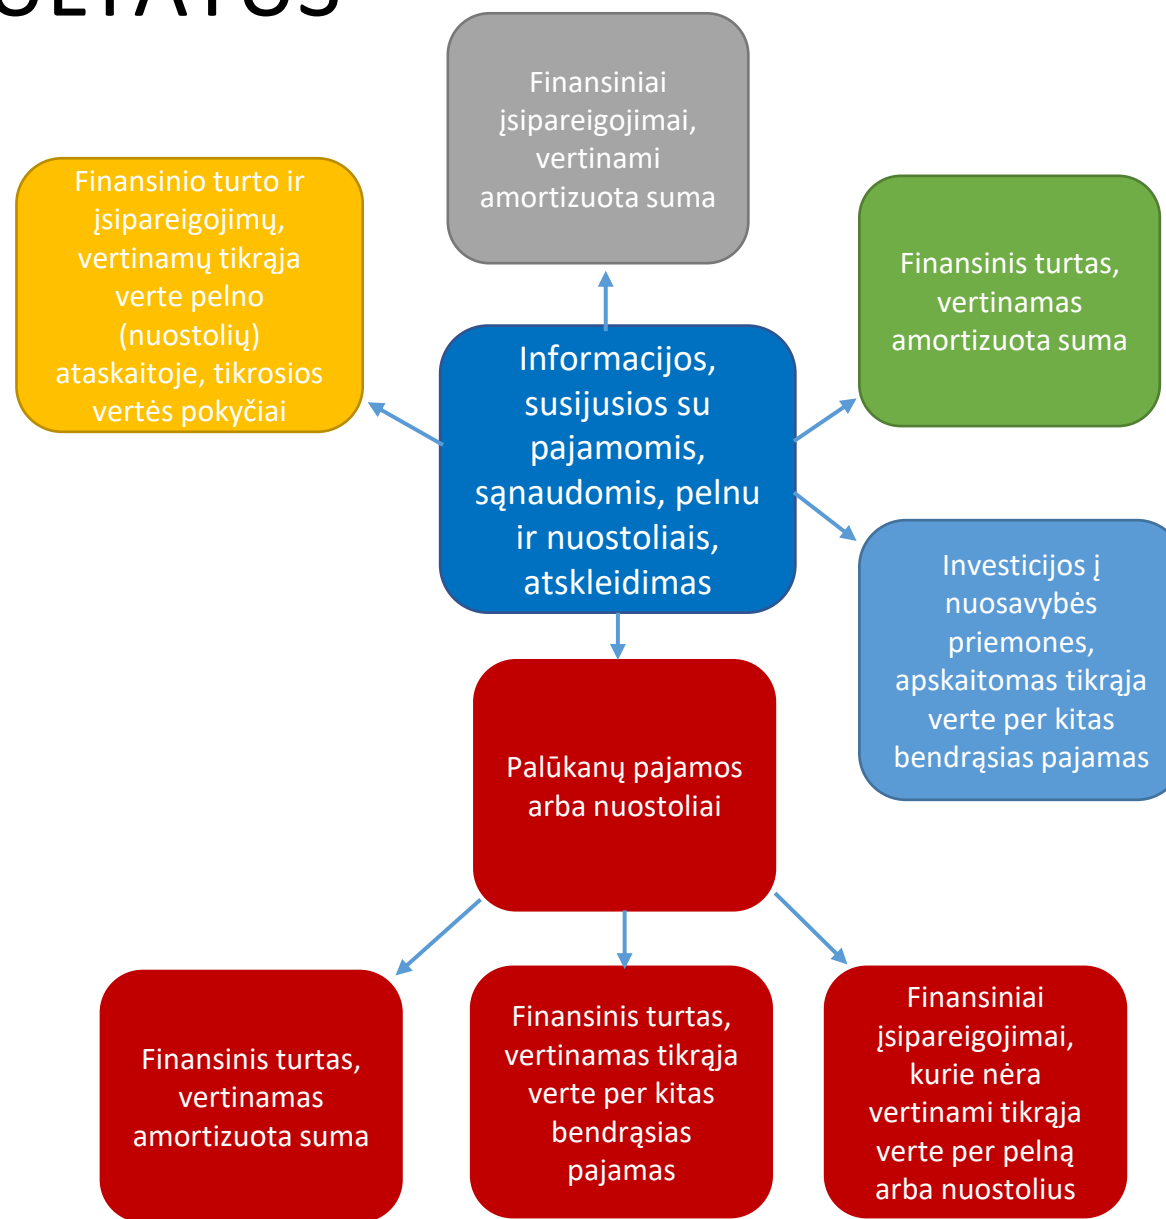 Finansiniai
įsipareigojimai,
vertinami
amortizuota suma
Finansinio turto ir
įsipareigojimų,
vertinamų tikrąja
verte pelno
(nuostolių)
ataskaitoje, tikrosios
vertės pokyčiai
Finansinis turtas,
vertinamas
amortizuota suma
Informacijos,
susijusios su
pajamomis,
sąnaudomis, pelnu
ir nuostoliais,
atskleidimas
Investicijos į
nuosavybės
priemones,
apskaitomas tikrąja
verte per kitas
bendrąsias pajamas
Palūkanų pajamos
arba nuostoliai
Finansinis turtas,
vertinamas
amortizuota suma
Finansinis turtas,
vertinamas tikrąja
verte per kitas
bendrąsias
pajamas
Finansiniai
įsipareigojimai,
kurie nėra
vertinami tikrąja
verte per pelną
arba nuostolius